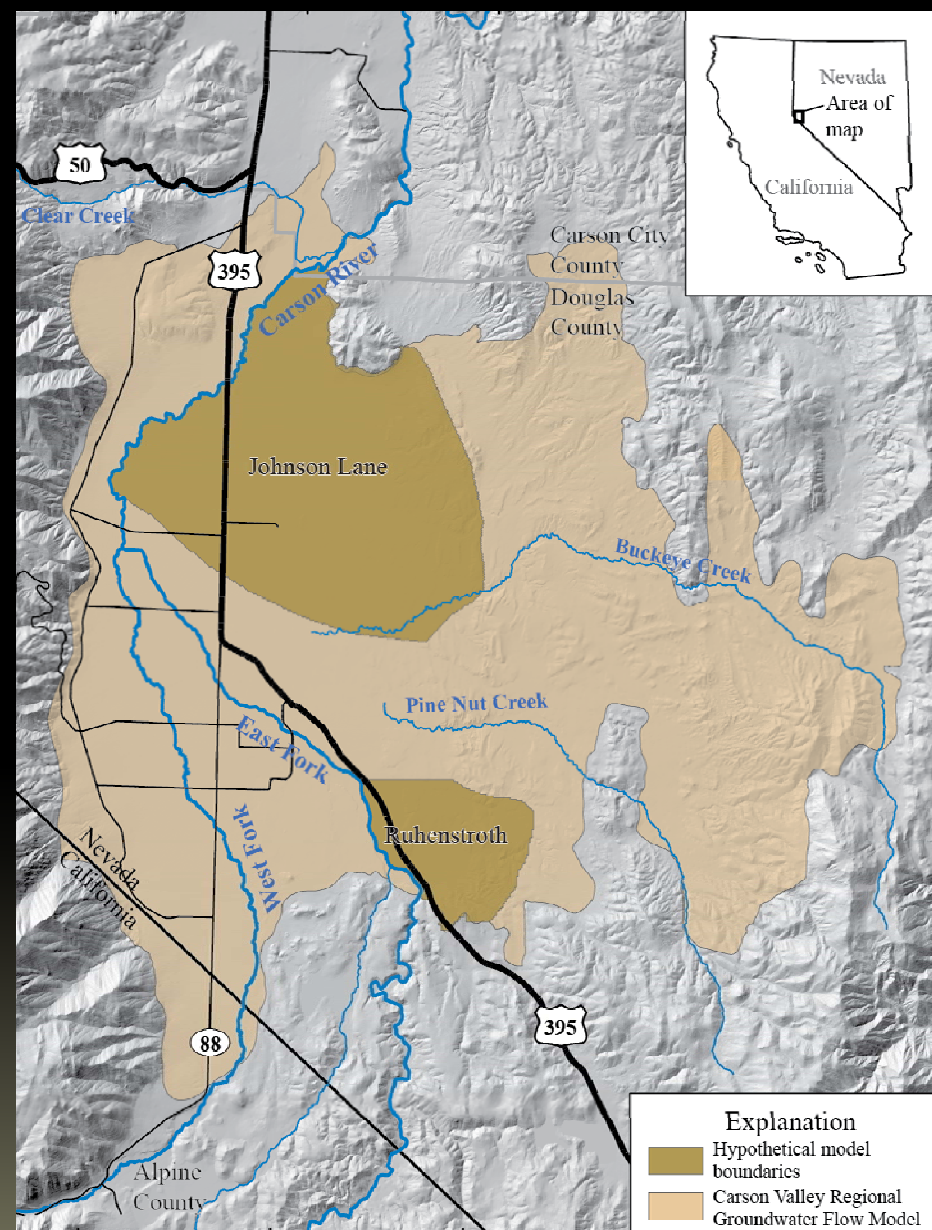 Nevada
Area of
map
California
50
Clear Creek
395
Carson River
Carson City
County
Douglas
County
Johnson Lane
Buckeye Creek
Pine Nut Creek
East Fork
Ruhenstroth
West Fork
Nevada
California
88
395
Alpine
County
Explanation
Hypothetical model
boundaries
Carson Valley Regional
Groundwater Flow Model